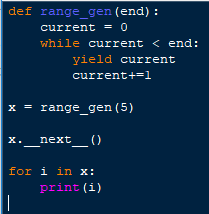 def range_gen(end):
    current = 0
    while current < end:
        yield current
        current+=1

x = range_gen(5)

x.__next__()

for i in x:
    print(i)